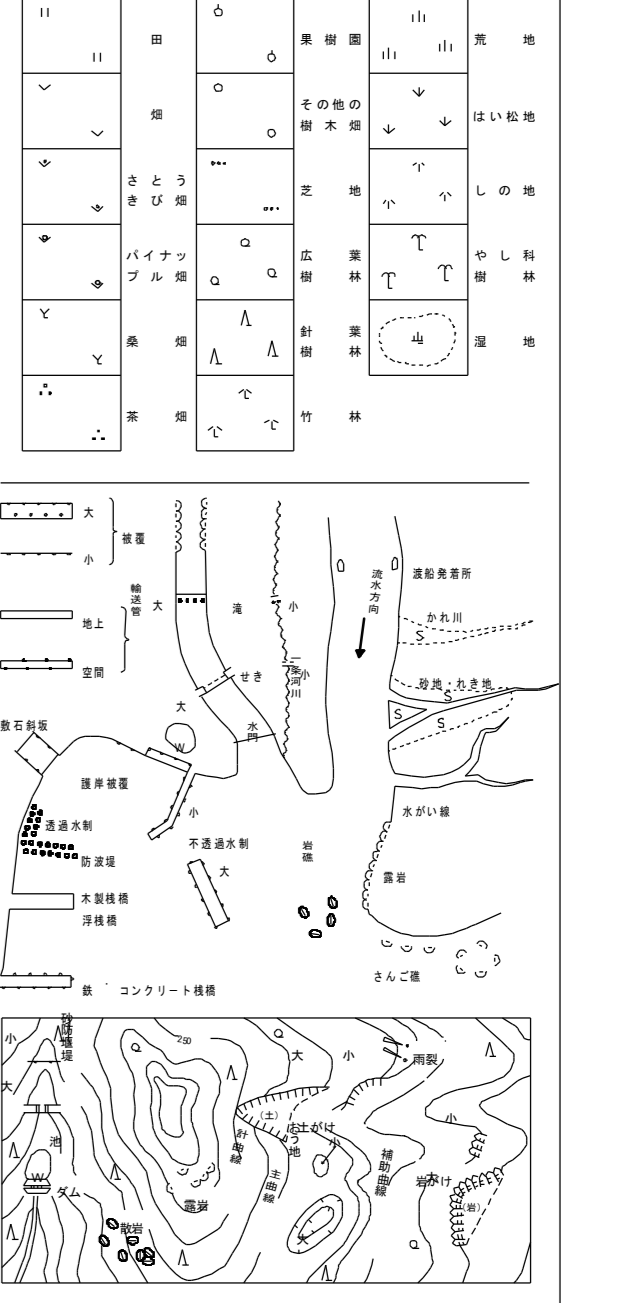 田
果樹園
荒地
畑
その他の
樹木畑
はい松地
さとう
きび畑
芝地
しの地
パイナッ
プル畑
広葉
樹林
やし科
樹林
桑畑
針葉
樹林
湿地
茶畑
竹林
大
小
被覆
輸送管
地上
空間
大
滝
小
流水方向
渡船発着所
かれ川
S
砂地・れき地
S
S
S
せき
小
一条河川
大
水門
W
敷石斜坂
護岸被覆
小
水がい線
透過水制
不透過水制
岩礁
防波堤
大
露岩
木製桟橋
浮桟橋
さんご礁
鉄・コンクリート桟橋
砂防堰堤
小
250
大
小
雨裂
大
(土)
土がけ
小
池
おう地
小
計曲線
主曲線
補助曲線
大
岩がけ
W
ダム
露岩
(岩)
散岩
大